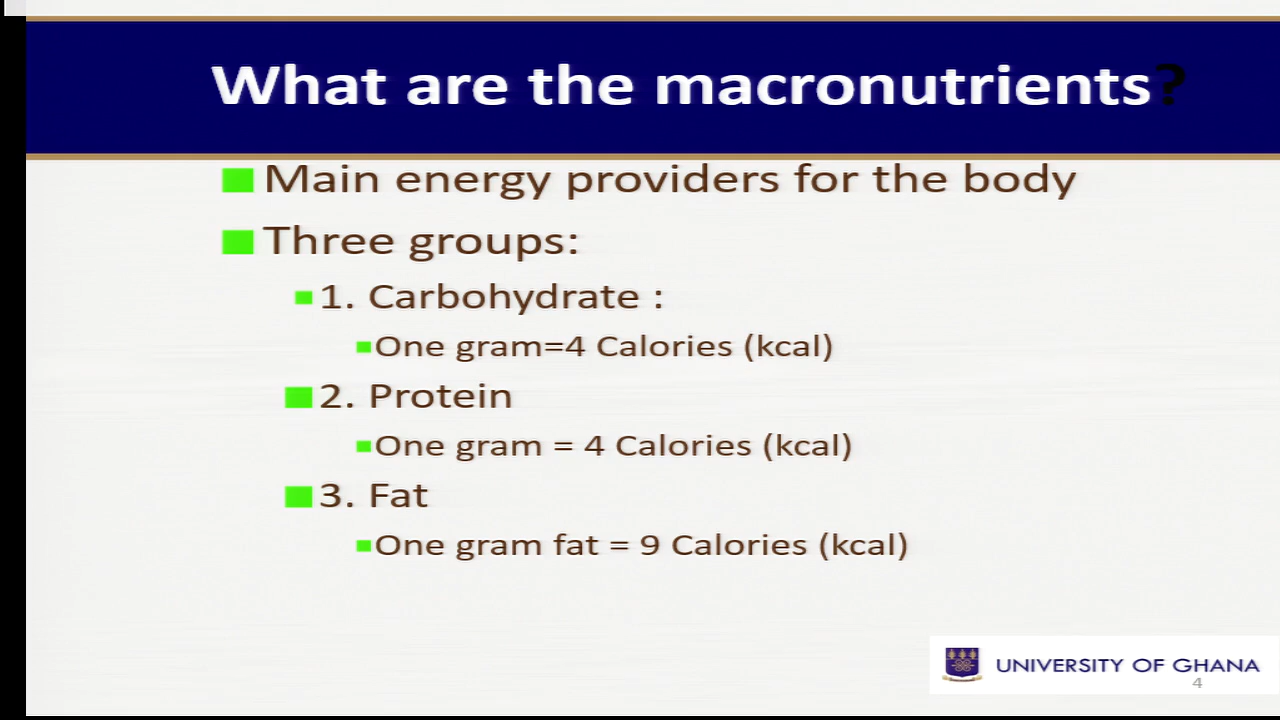 What are the macronutrients?
Main energy providers for the body
Three groups:
1. Carbohydrate :
One gram=4 Calories (kcal)
2. Protein
One gram = 4 Calories (kcal)
3. Fat
One gram fat = 9 Calories (kcal)
UNIVERSITY OF GHANA
4